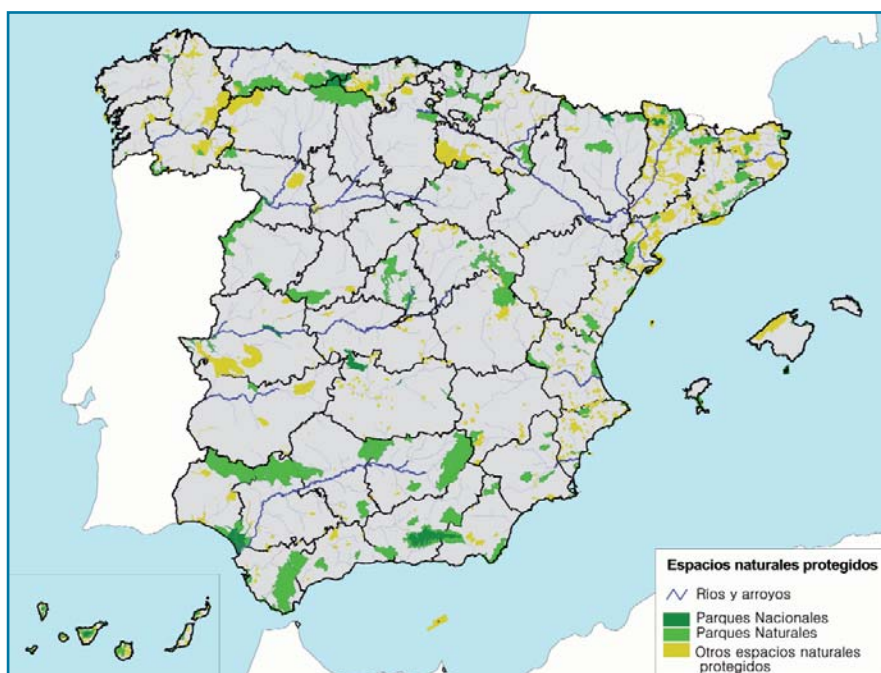 Espacios naturales protegidos
Ríos y arroyos
Parques Nacionales
Parques Naturales
Otros espacios naturales
protegidos